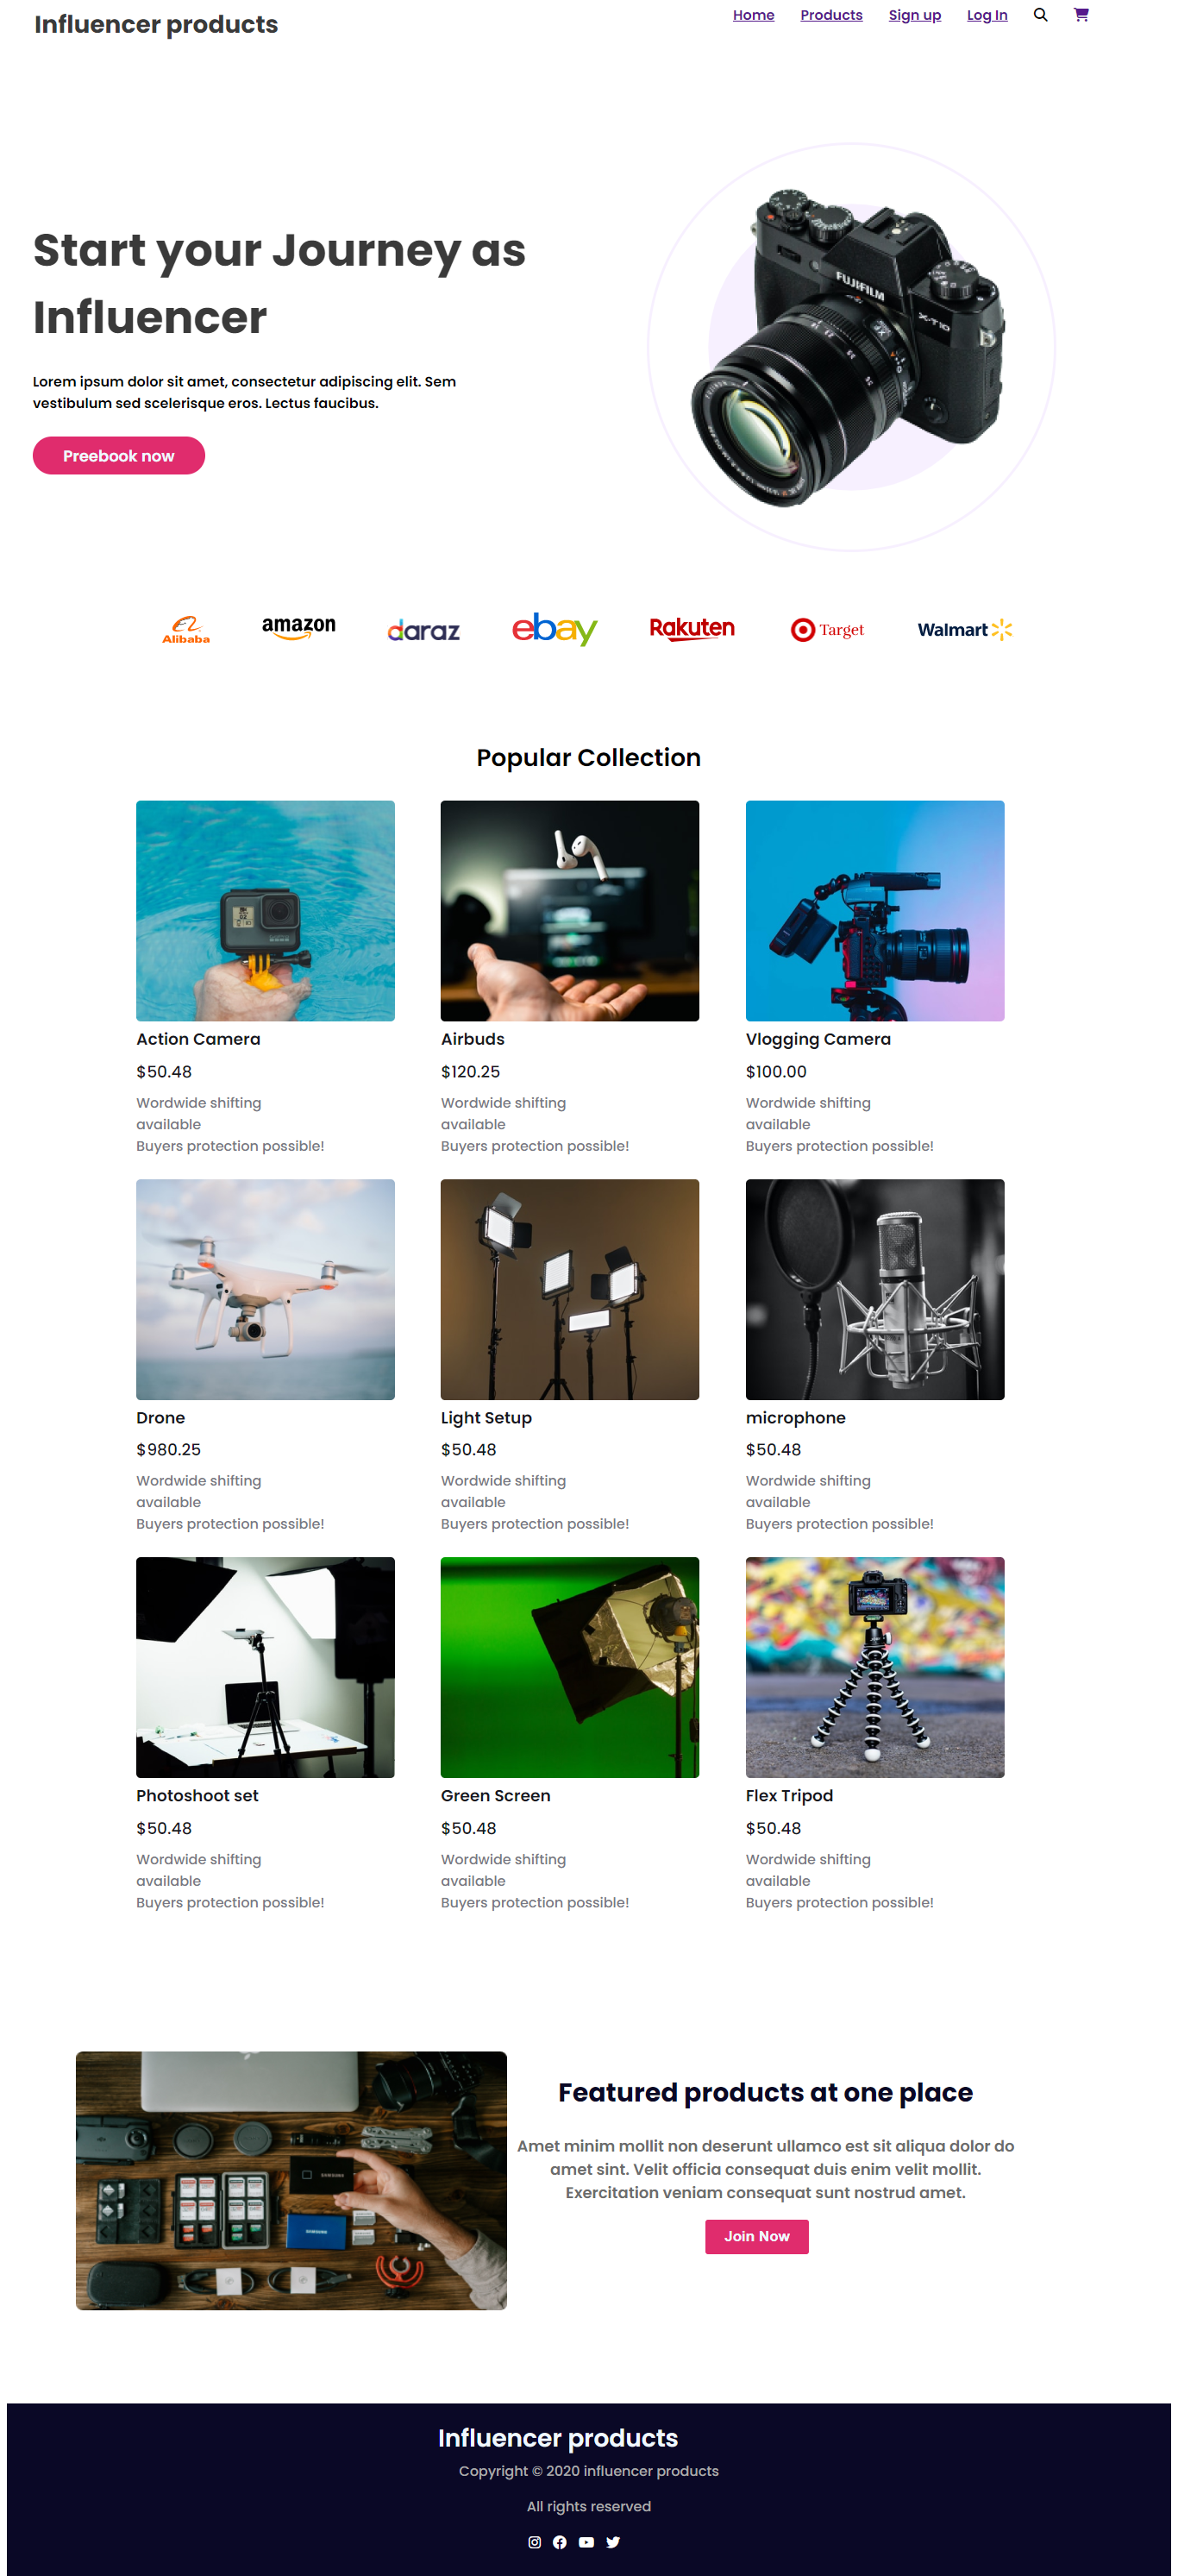 Influencer products
Home Products Sign up Log In
Start your Journey as
Influencer
Lorem ipsum dolor sit amet, consectetur adipiscing elit. Sem
vestibulum sed scelerisque eros. Lectus faucibus.
Preebook now
FUJIFILM
X-T10
Alibaba
amazon
daraz
ebay
Rakuten
Target
Walmart
Popular Collection
Action Camera
$50.48
Wordwide shifting
available
Buyers protection possible!
Airbuds
$120.25
Wordwide shifting
available
Buyers protection possible!
Vlogging Camera
$100.00
Wordwide shifting
available
Buyers protection possible!
Drone
$980.25
Wordwide shifting
available
Buyers protection possible!
Light Setup
$50.48
Wordwide shifting
available
Buyers protection possible!
microphone
$50.48
Wordwide shifting
available
Buyers protection possible!
Photoshoot set
$50.48
Wordwide shifting
available
Buyers protection possible!
Green Screen
$50.48
Wordwide shifting
available
Buyers protection possible!
Flex Tripod
$50.48
Wordwide shifting
available
Buyers protection possible!
SAMSUNG
SAMSUNG
Featured products at one place
Amet minim mollit non deserunt ullamco est sit aliqua dolor do
amet sint. Velit officia consequat duis enim velit mollit.
Exercitation veniam consequat sunt nostrud amet.
Join Now
Influencer products
Copyright © 2020 influencer products
All rights reserved